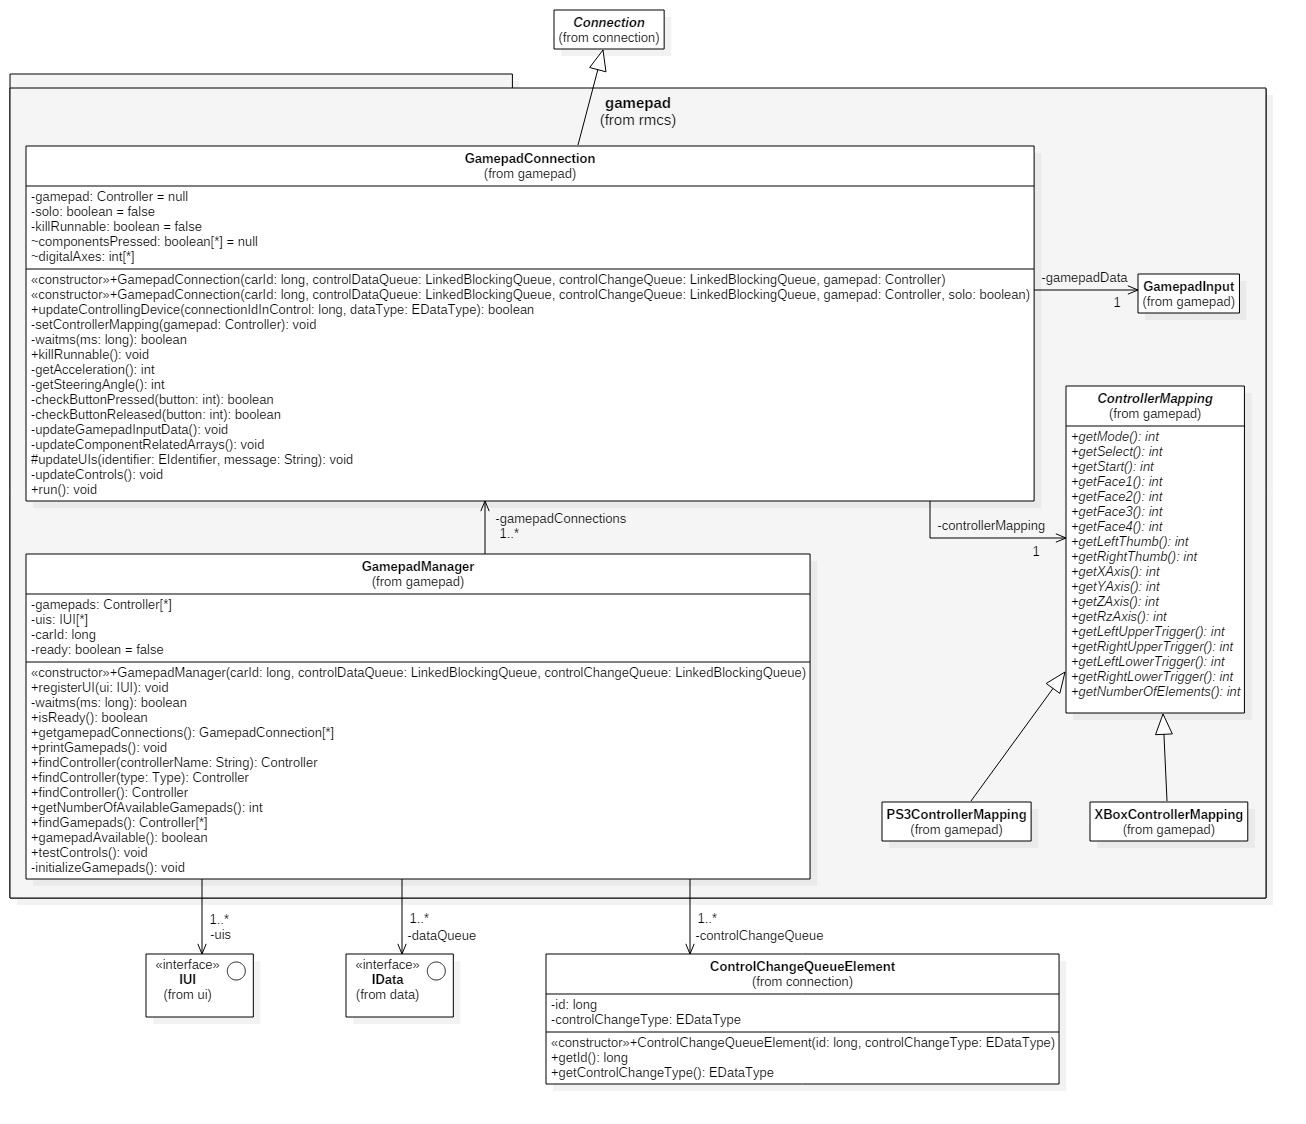 Connection
(from connection)
gamepad
(from rmcs)
GamepadConnection
(from gamepad)
-gamepad: Controller = null
-solo: boolean = false
-killRunnable: boolean = false
~componentsPressed: boolean[*] = null
~digitalAxes: int[*]
«constructor»+GamepadConnection(carId: long, controlDataQueue: LinkedBlockingQueue, controlChangeQueue: LinkedBlockingQueue, gamepad: Controller)
«constructor»+GamepadConnection(carId: long, controlDataQueue: LinkedBlockingQueue, controlChangeQueue: LinkedBlockingQueue, gamepad: Controller, solo: boolean)
+updateControllingDevice(connectionIdInControl: long, dataType: EDataType): boolean
-setControllerMapping(gamepad: Controller): void
-waitms(ms: long): boolean
+killRunnable(): void
-getAcceleration(): int
-getSteeringAngle(): int
-checkButtonPressed(button: int): boolean
-checkButtonReleased(button: int): boolean
-updateGamepadInputData(): void
-updateComponentRelatedArrays(): void
#updateUIs(identifier: EIdentifier, message: String): void
-updateControls(): void
+run(): void
-gamepadData
1
GamepadInput
(from gamepad)
ControllerMapping
(from gamepad)
+getMode(): int
+getSelect(): int
+getStart(): int
+getFace1(): int
+getFace2(): int
+getFace3(): int
+getFace4(): int
+getLeftThumb(): int
+getRightThumb(): int
+getXAxis(): int
+getYAxis(): int
+getZAxis(): int
+getRzAxis(): int
+getLeftUpperTrigger(): int
+getRightUpperTrigger(): int
+getLeftLowerTrigger(): int
+getRightLowerTrigger(): int
+getNumberOfElements(): int
-gamepadConnections
1..*
-controllerMapping
1
GamepadManager
(from gamepad)
-gamepads: Controller[*]
-uis: IUI[*]
-carId: long
-ready: boolean = false
«constructor»+GamepadManager(carId: long, controlDataQueue: LinkedBlockingQueue, controlChangeQueue: LinkedBlockingQueue)
+registerUI(ui: IUI): void
-waitms(ms: long): boolean
+isReady(): boolean
+getgamepadConnections(): GamepadConnection[*]
+printGamepads(): void
+findController(controllerName: String): Controller
+findController(type: Type): Controller
+findController(): Controller
+getNumberOfAvailableGamepads(): int
+findGamepads(): Controller[*]
+gamepadAvailable(): boolean
+testControls(): void
-initializeGamepads(): void
PS3ControllerMapping
(from gamepad)
XBoxControllerMapping
(from gamepad)
1..*
-uis
1..*
-dataQueue
1..*
-controlChangeQueue
«interface»
IUI
(from ui)
«interface»
IData
(from data)
ControlChangeQueueElement
(from connection)
-id: long
-controlChangeType: EDataType
«constructor»+ControlChangeQueueElement(id: long, controlChangeType: EDataType)
+getId(): long
+getControlChangeType(): EDataType